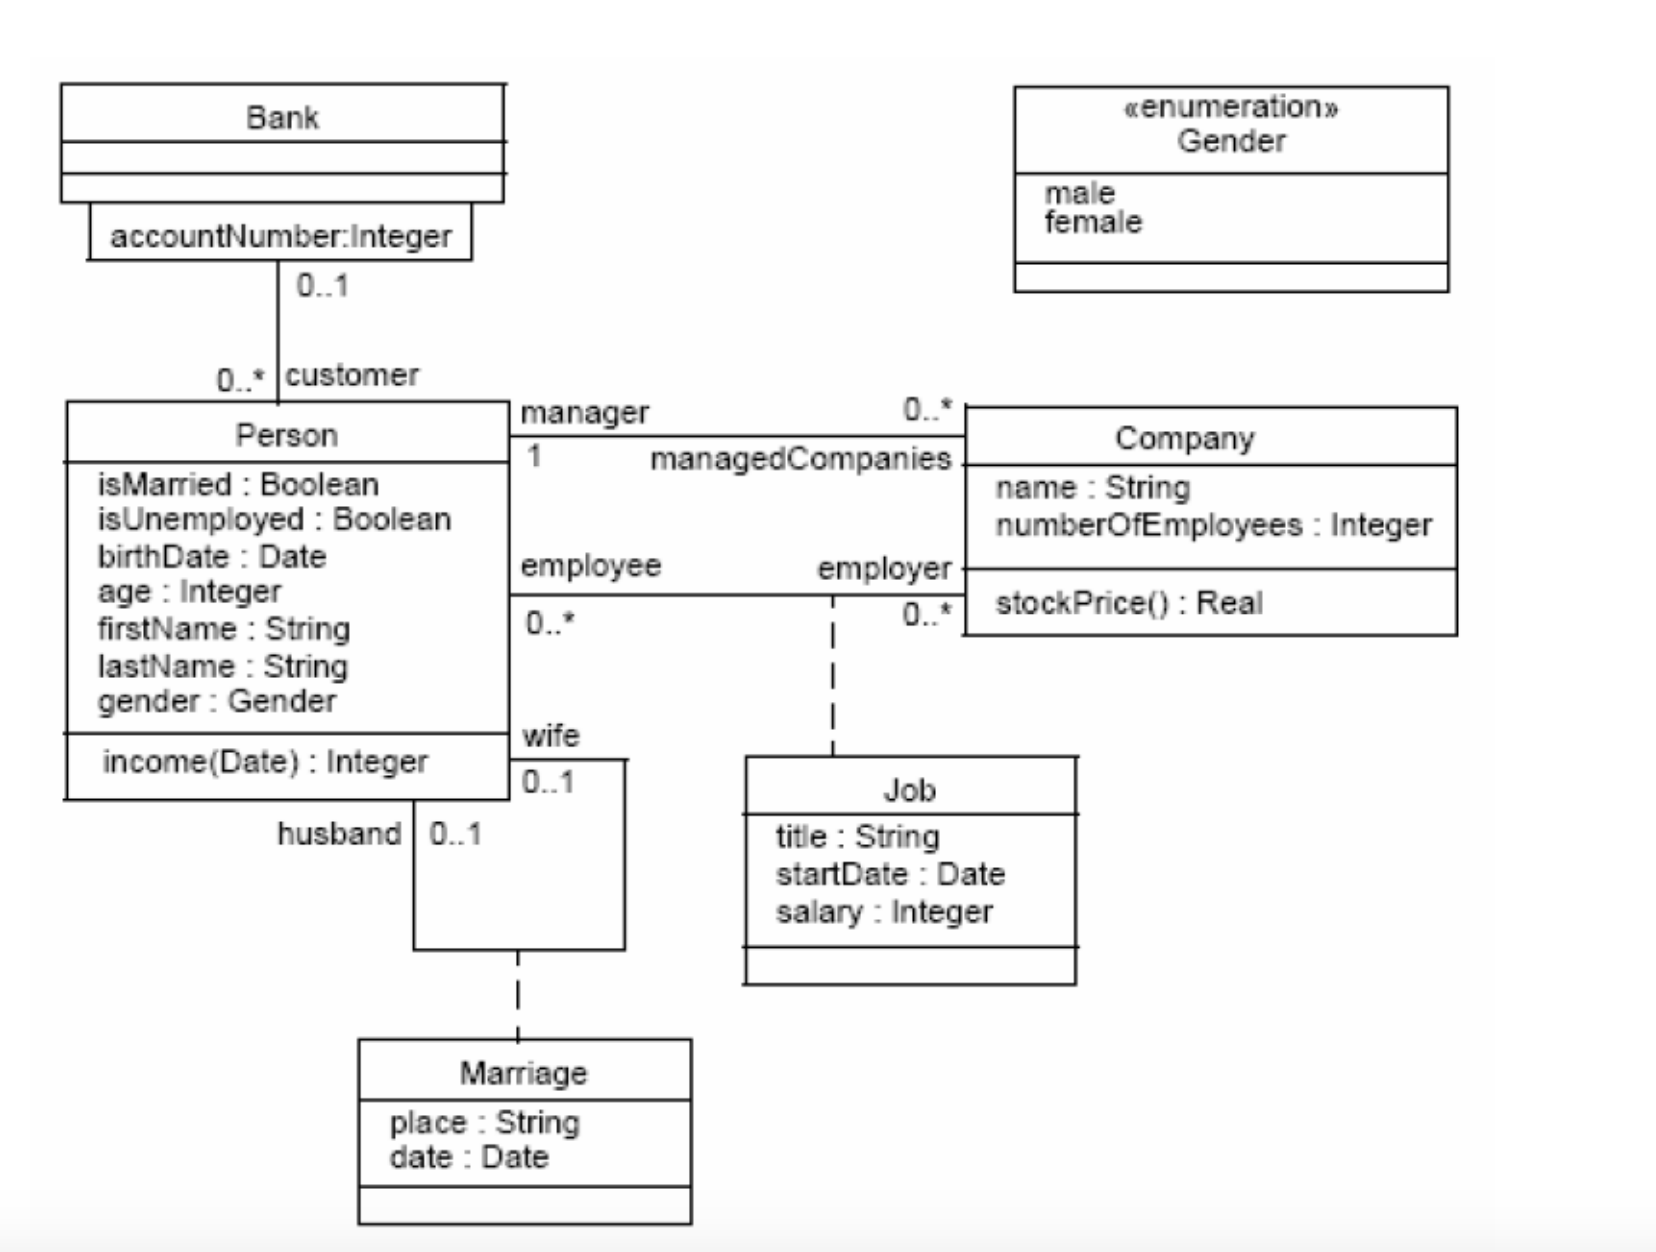 Bank
accountNumber:Integer
0..1
0..* customer
«enumeration»
Gender
male
female
Person
isMarried : Boolean
isUnemployed : Boolean
birthDate : Date
age : Integer
firstName : String
lastName : String
gender : Gender
income(Date) : Integer
manager
1
0..*
managedCompanies
employee
0..*
employer
0..*
Company
name : String
numberOfEmployees : Integer
stockPrice() : Real
wife
0..1
husband
0..1
Job
title : String
startDate : Date
salary : Integer
Marriage
place : String
date : Date